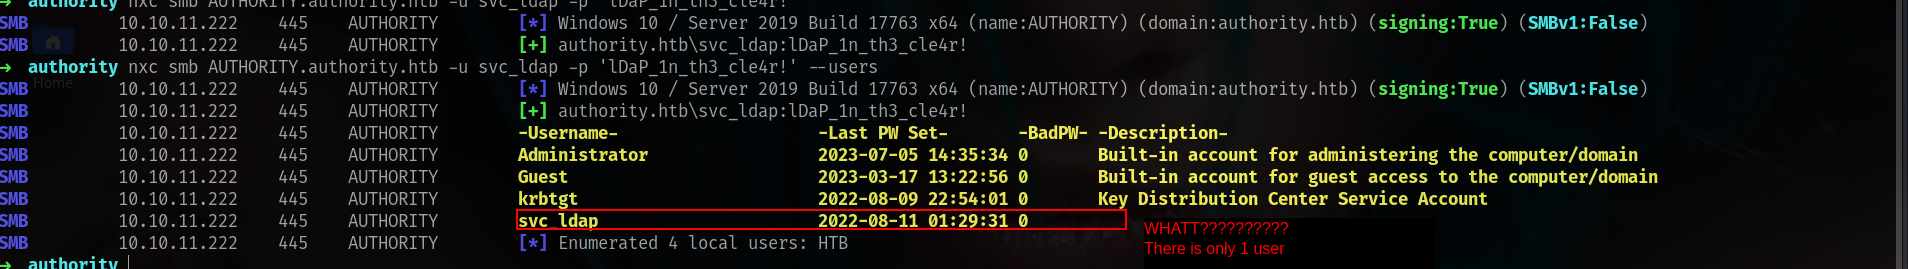 → authority nxc smb AUTHORITY.authority.htb -u svc_ldap -p 'lDaP_1n_th3_cle4r!'
SMB 10.10.11.222 445 AUTHORITY [*] Windows 10 / Server 2019 Build 17763 x64 (name:AUTHORITY) (domain:authority.htb) (signing:True) (SMBv1:False)
SMB 10.10.11.222 445 AUTHORITY [+] authority.htb\svc_ldap:lDaP_1n_th3_cle4r!
→ authority nxc smb AUTHORITY.authority.htb -u svc_ldap -p 'lDaP_1n_th3_cle4r!' --users
Home
SMB 10.10.11.222 445 AUTHORITY [*] Windows 10 / Server 2019 Build 17763 x64 (name:AUTHORITY) (domain:authority.htb) (signing:True) (SMBv1:False)
SMB 10.10.11.222 445 AUTHORITY [+] authority.htb\svc_ldap:lDaP_1n_th3_cle4r!
SMB 10.10.11.222 445 AUTHORITY -Username- -Last PW Set- -BadPW- -Description-
SMB 10.10.11.222 445 AUTHORITY Administrator 2023-07-05 14:35:34 0 Built-in account for administering the computer/domain
SMB 10.10.11.222 445 AUTHORITY Guest 2023-03-17 13:22:56 0 Built-in account for guest access to the computer/domain
SMB 10.10.11.222 445 AUTHORITY krbtgt 2022-08-09 22:54:01 0 Key Distribution Center Service Account
SMB 10.10.11.222 445 AUTHORITY svc_ldap 2022-08-11 01:29:31 0
WHATT??????????
SMB 10.10.11.222 445 AUTHORITY [*] Enumerated 4 local users: HTB
There is only 1 user
→ authority